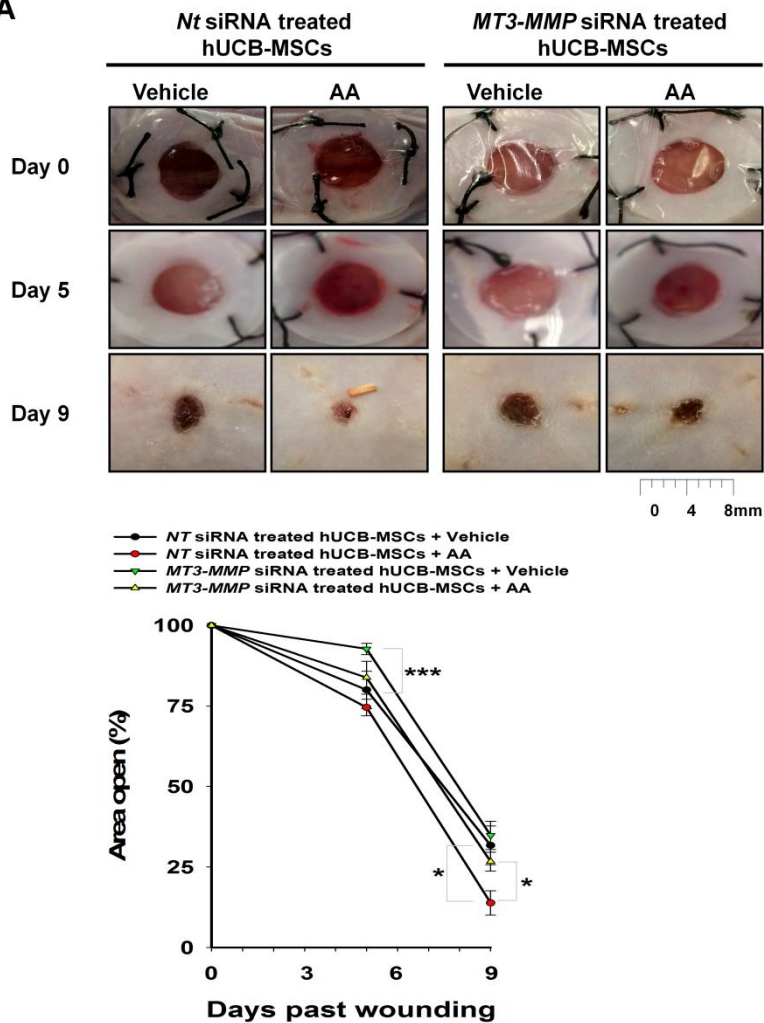 A
Nt siRNA treated
hUCB-MSCs
MT3-MMP siRNA treated
hUCB-MSCs
Vehicle
AA
Vehicle
AA
Day 0
Day 5
Day 9
0 4 8mm
NT siRNA treated hUCB-MSCs + Vehicle
NT siRNA treated hUCB-MSCs + AA
MT3-MMP siRNA treated hUCB-MSCs + Vehicle
MT3-MMP siRNA treated hUCB-MSCs + AA
Area open (%)
100
75
50
25
0
***
*
*
0 3 6 9
Days past wounding